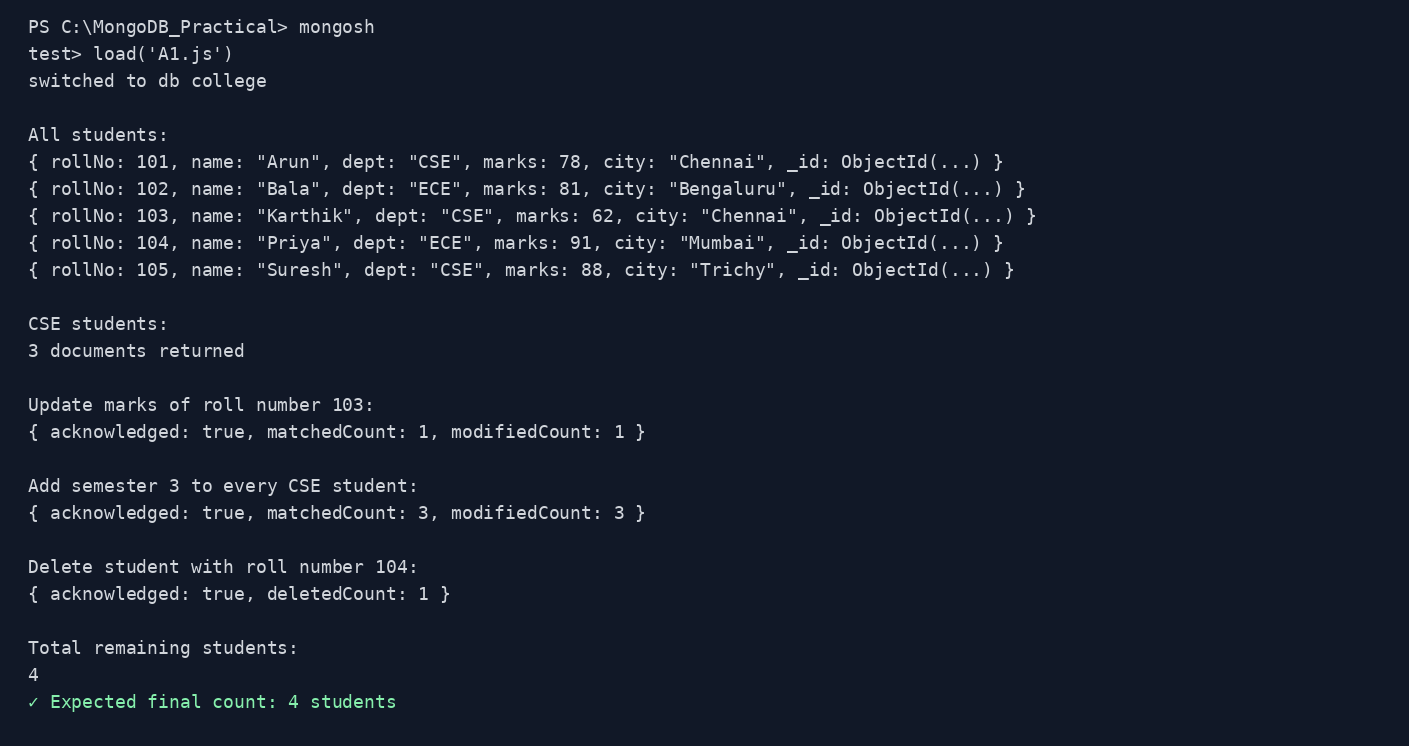 PS C:\MongoDB_Practical> mongosh
test> load('A1.js')
switched to db college
All students:
{ rollNo: 101, name: "Arun", dept: "CSE", marks: 78, city: "Chennai", _id: ObjectId(...) }
{ rollNo: 102, name: "Bala", dept: "ECE", marks: 81, city: "Bengaluru", _id: ObjectId(...) }
{ rollNo: 103, name: "Karthik", dept: "CSE", marks: 62, city: "Chennai", _id: ObjectId(...) }
{ rollNo: 104, name: "Priya", dept: "ECE", marks: 91, city: "Mumbai", _id: ObjectId(...) }
{ rollNo: 105, name: "Suresh", dept: "CSE", marks: 88, city: "Trichy", _id: ObjectId(...) }
CSE students:
3 documents returned
Update marks of roll number 103:
{ acknowledged: true, matchedCount: 1, modifiedCount: 1 }
Add semester 3 to every CSE student:
{ acknowledged: true, matchedCount: 3, modifiedCount: 3 }
Delete student with roll number 104:
{ acknowledged: true, deletedCount: 1 }
Total remaining students:
4
✓ Expected final count: 4 students